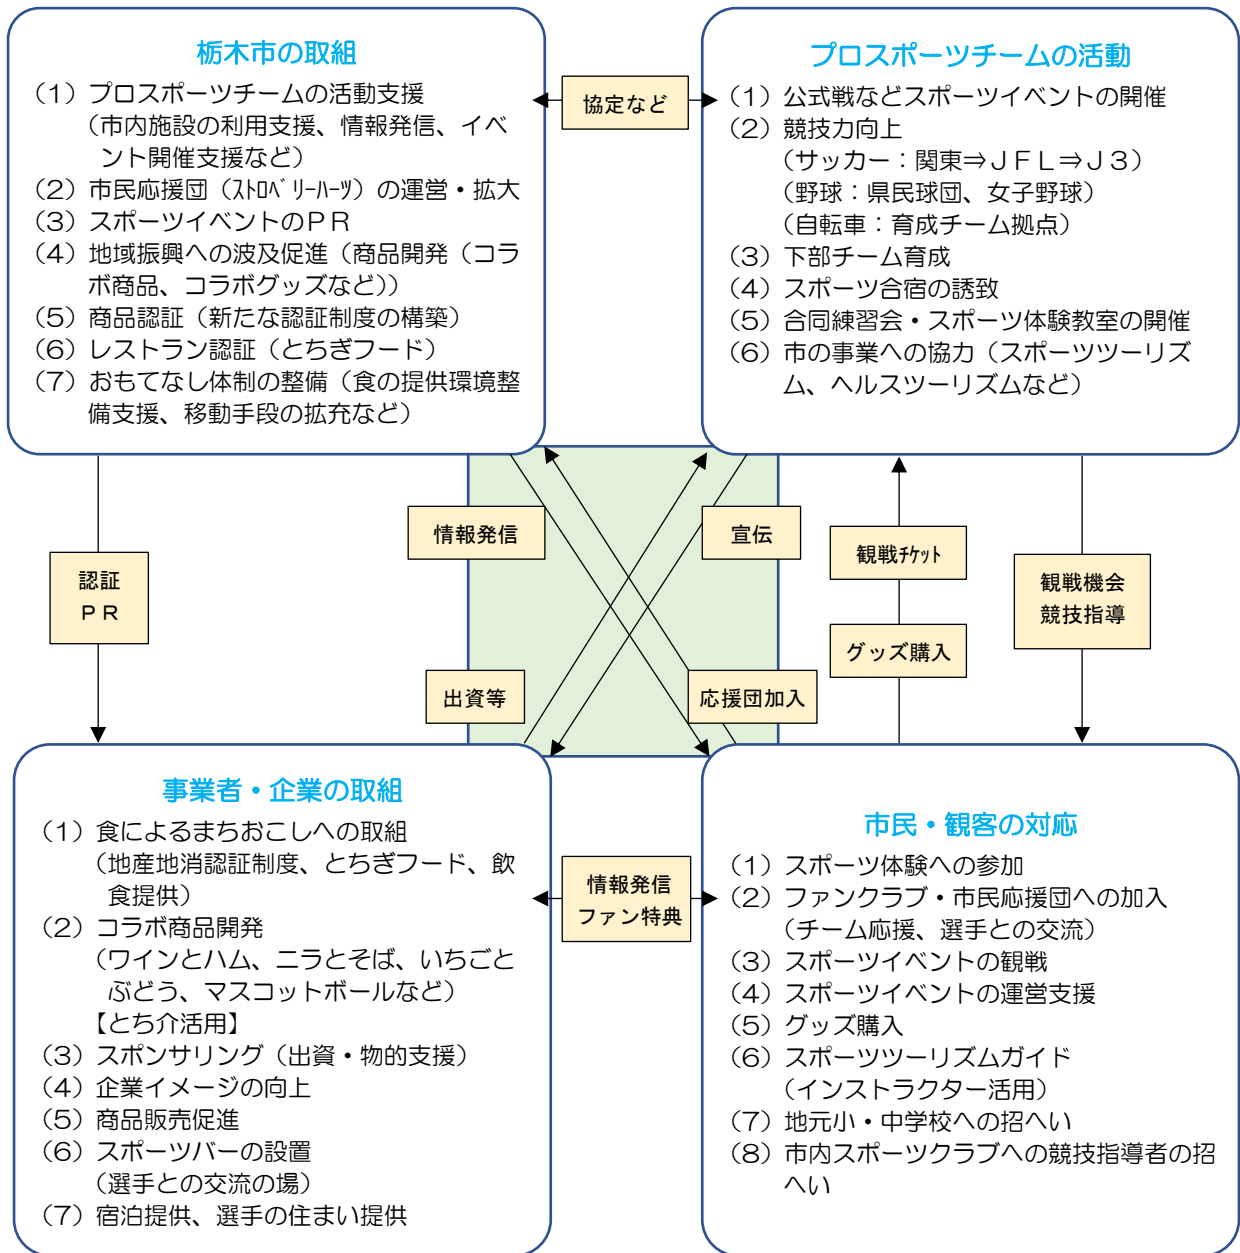 栃木市の取組
（1）プロスポーツチームの活動支援
（市内施設の利用支援、情報発信、イベ
ント開催支援など）
（2）市民応援団（ｽﾄﾛﾍﾞﾘｰﾊｰﾂ）の運営・拡大
（3）スポーツイベントのＰＲ
（4）地域振興への波及促進（商品開発（コラ
ボ商品、コラボグッズなど））
（5）商品認証（新たな認証制度の構築）
（6）レストラン認証（とちぎフード）
（7）おもてなし体制の整備（食の提供環境整
備支援、移動手段の拡充など）
協定など
プロスポーツチームの活動
（1）公式戦などスポーツイベントの開催
（2）競技力向上
（サッカー：関東⇒ＪＦＬ⇒Ｊ３）
（野球：県民球団、女子野球）
（自転車：育成チーム拠点）
（3）下部チーム育成
（4）スポーツ合宿の誘致
（5）合同練習会・スポーツ体験教室の開催
（6）市の事業への協力（スポーツツーリズ
ム、ヘルスツーリズムなど）
情報発信
宣伝
観戦ﾁｹｯﾄ
認証
ＰＲ
観戦機会
競技指導
グッズ購入
出資等
応援団加入
事業者・企業の取組
（1）食によるまちおこしへの取組
（地産地消認証制度、とちぎフード、飲
食提供）
（2）コラボ商品開発
（ワインとハム、ニラとそば、いちごと
ぶどう、マスコットボールなど）
【とち介活用】
（3）スポンサリング（出資・物的支援）
（4）企業イメージの向上
（5）商品販売促進
（6）スポーツバーの設置
（選手との交流の場）
（7）宿泊提供、選手の住まい提供
情報発信
ファン特典
市民・観客の対応
（1）スポーツ体験への参加
（2）ファンクラブ・市民応援団への加入
（チーム応援、選手との交流）
（3）スポーツイベントの観戦
（4）スポーツイベントの運営支援
（5）グッズ購入
（6）スポーツツーリズムガイド
（インストラクター活用）
（7）地元小・中学校への招へい
（8）市内スポーツクラブへの競技指導者の招
へい